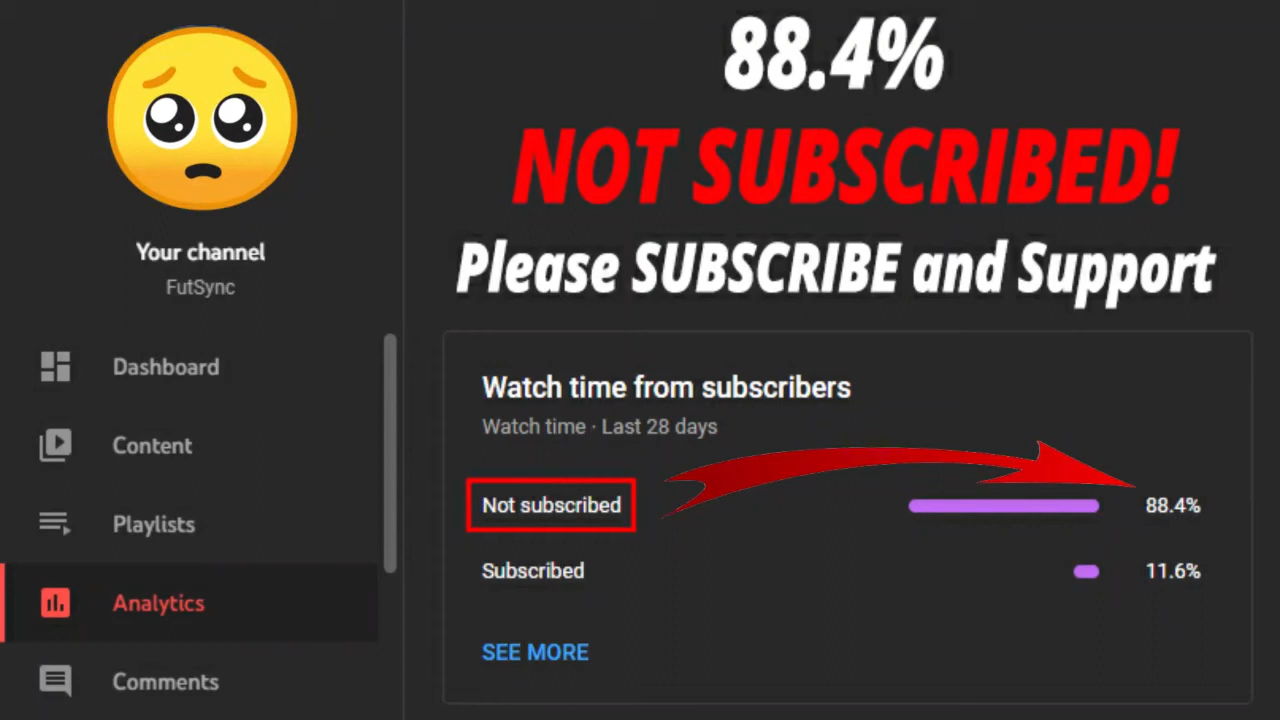 Your channel
FutSync
Dashboard
Content
Playlists
Analytics
Comments
88.4%
NOT SUBSCRIBED!
Please SUBSCRIBE and Support
Watch time from subscribers
Watch time · Last 28 days
Not subscribed 88.4%
Subscribed 11.6%
SEE MORE